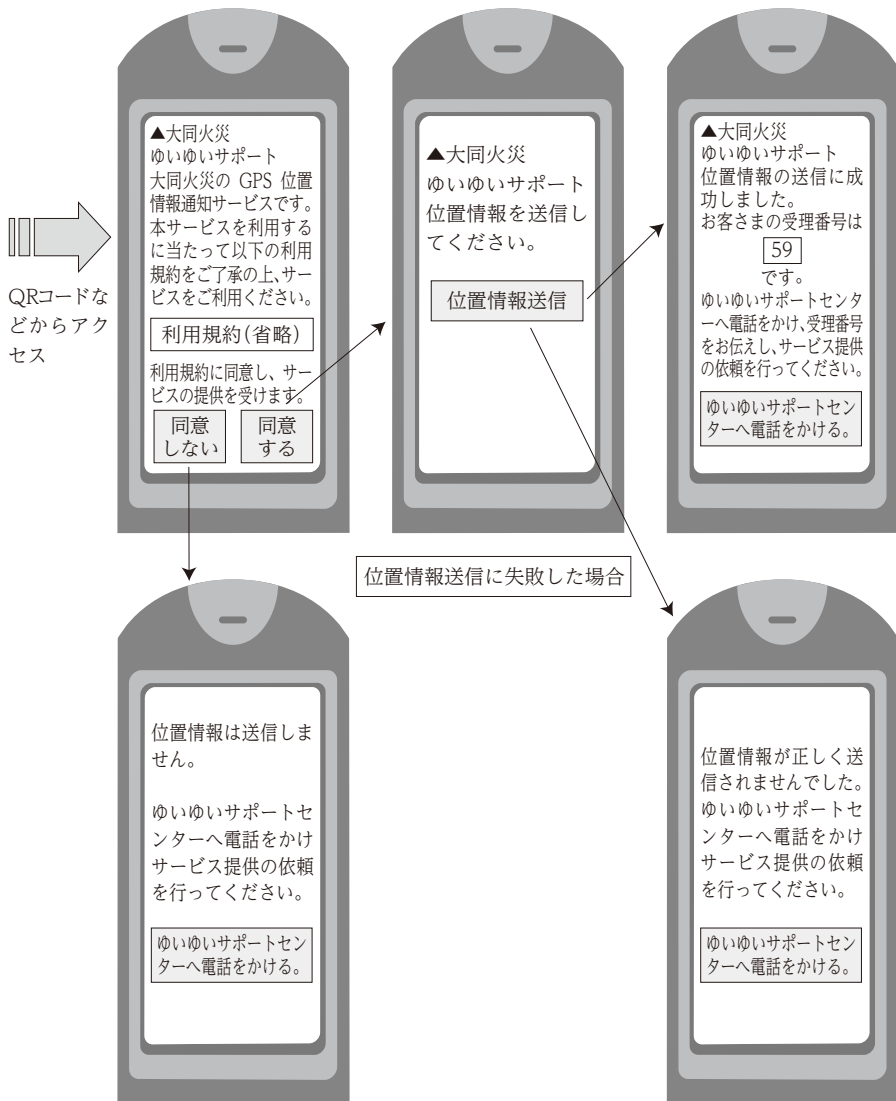 QRコードな
どからアク
セス
▲大同火災
ゆいゆいサポート
大同火災の GPS 位置
情報通知サービスです。
本サービスを利用する
に当たって以下の利用
規約をご了承の上、サー
ビスをご利用ください。
利用規約(省略)
利用規約に同意し、サー
ビスの提供を受けます。
同意
しない
同意
する
▲大同火災
ゆいゆいサポート
位置情報を送信し
てください。
位置情報送信
▲大同火災
ゆいゆいサポート
位置情報の送信に成
功しました。
お客さまの受理番号は
59
です。
ゆいゆいサポートセンタ
ーへ電話をかけ、受理番号
をお伝えし、サービス提供
の依頼を行ってください。
ゆいゆいサポートセン
ターへ電話をかける。
位置情報送信に失敗した場合
位置情報は送信しま
せん。
ゆいゆいサポートセ
ンターへ電話をかけ
サービス提供の依頼
を行ってください。
ゆいゆいサポートセン
ターへ電話をかける。
位置情報が正しく送
信されませんでした。
ゆいゆいサポートセ
ンターへ電話をかけ
サービス提供の依頼
を行ってください。
ゆいゆいサポートセン
ターへ電話をかける。